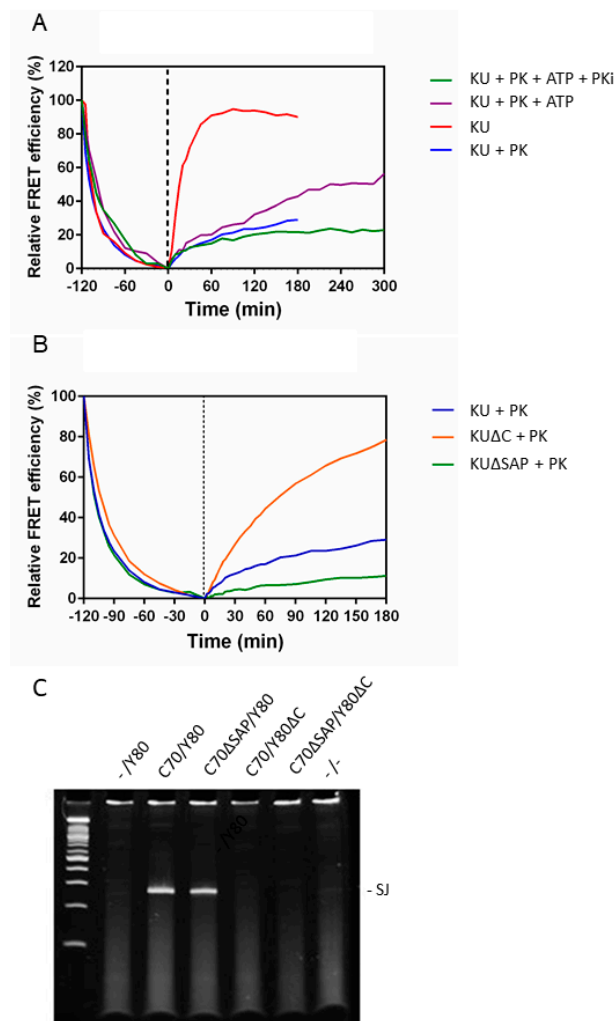 A
Relative FRET efficiency (%)
120
100
80
60
40
20
0
-120 -60 0 60 120 180 240 300
Time (min)
KU + PK + ATP + PKi
KU + PK + ATP
KU
KU + PK
B
Relative FRET efficiency (%)
100
80
60
40
20
0
-120 -90 -60 -30 0 30 60 90 120 150 180
Time (min)
KU + PK
KUΔC + PK
KUΔSAP + PK
C
-/Y80
C70/Y80
C70ΔSAP/Y80
C70/Y80ΔC
C70ΔSAP/Y80ΔC
-/-
-/Y80
- SJ